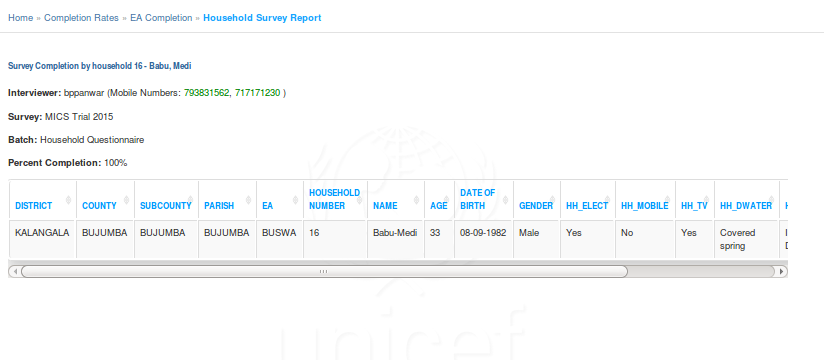 Home » Completion Rates » EA Completion » Household Survey Report
Survey Completion by household 16 - Babu, Medi
Interviewer: bppanwar (Mobile Numbers: 793831562, 717171230 )
Survey: MICS Trial 2015
Batch: Household Questionnaire
Percent Completion: 100%
DISTRICT COUNTY SUBCOUNTY PARISH EA HOUSEHOLD NUMBER NAME AGE DATE OF BIRTH GENDER HH_ELECT HH_MOBILE HH_TV HH_DWATER
KALANGALA BUJUMBA BUJUMBA BUJUMBA BUSWA 16 Babu-Medi 33 08-09-1982 Male Yes No Yes Covered spring
unicef